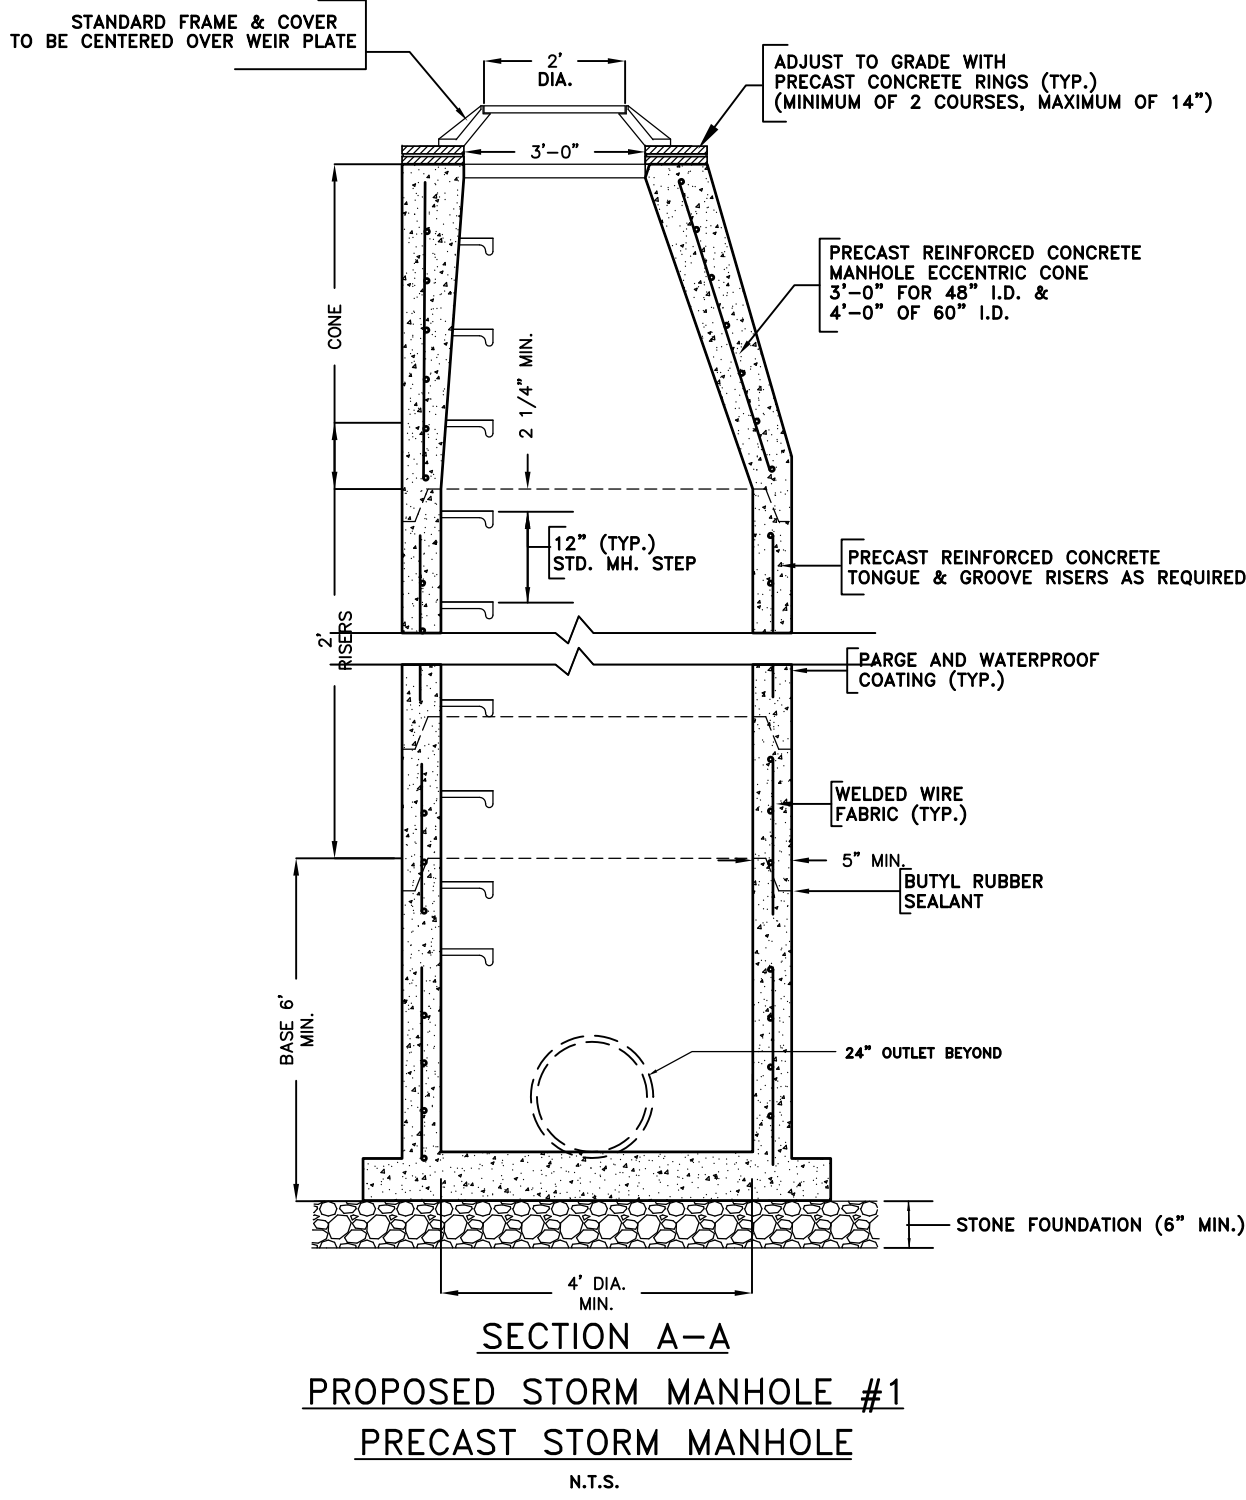 STANDARD FRAME & COVER
TO BE CENTERED OVER WEIR PLATE
2'
DIA.
ADJUST TO GRADE WITH
PRECAST CONCRETE RINGS (TYP.)
(MINIMUM OF 2 COURSES, MAXIMUM OF 14")
3'-0"
PRECAST REINFORCED CONCRETE
MANHOLE ECCENTRIC CONE
3'-0" FOR 48" I.D. &
4'-0" OF 60" I.D.
CONE
2 1/4" MIN.
12" (TYP.)
STD. MH. STEP
PRECAST REINFORCED CONCRETE
TONGUE & GROOVE RISERS AS REQUIRED
2'
RISERS
PARGE AND WATERPROOF
COATING (TYP.)
WELDED WIRE
FABRIC (TYP.)
5" MIN.
BUTYL RUBBER
SEALANT
BASE 6'
MIN.
24" OUTLET BEYOND
STONE FOUNDATION (6" MIN.)
4' DIA.
MIN.
SECTION A-A
PROPOSED STORM MANHOLE #1
PRECAST STORM MANHOLE
N.T.S.